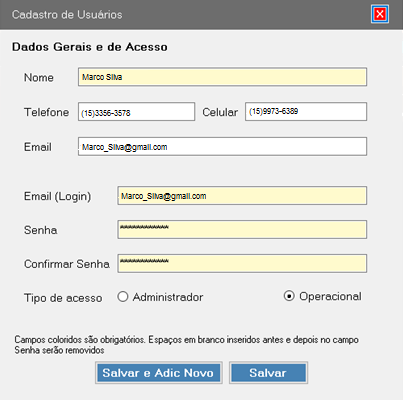 Cadastro de Usuários
Dados Gerais e de Acesso
Nome Marco Silva
Telefone (15)3356-3578 Celular (15)9973-6389
Email Marco_Silva@gmail.com
Email (Login) Marco_Silva@gmail.com
Senha ************
Confirmar Senha ************
Tipo de acesso Administrador Operacional
Campos coloridos são obrigatórios. Espaços em branco inseridos antes e depois no campo
Senha serão removidos
Salvar e Adic Novo Salvar